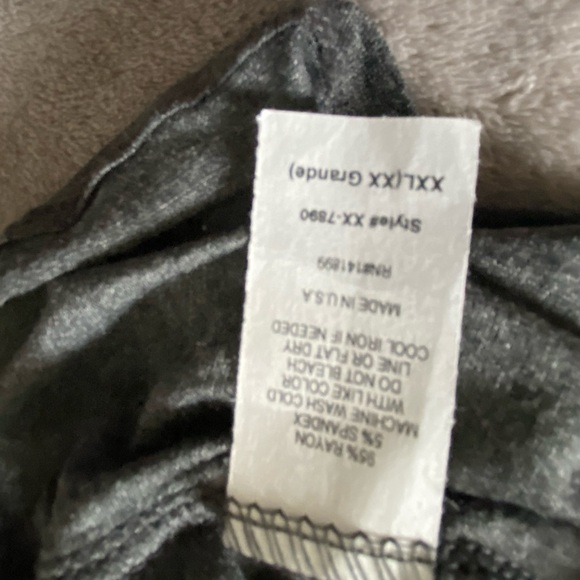 95% RAYON
5% SPANDEX
MACHINE WASH COLD
WITH LIKE COLOR
DO NOT BLEACH
LINE OR FLAT DRY
COOL IRON IF NEEDED
MADE IN U.S.A
RN#141899
Style# XX-7890
XXL(XX Grande)